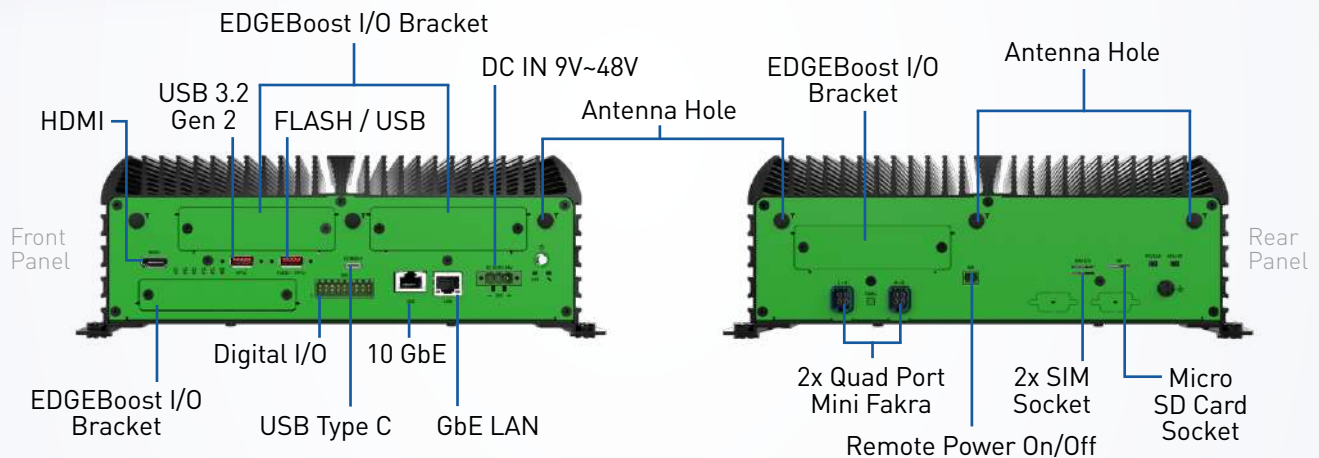 EDGEBoost I/O Bracket
DC IN 9V~48V
USB 3.2
Gen 2
HDMI
FLASH / USB
Antenna Hole
EDGEBoost I/O
Bracket
Antenna Hole
Front
Panel
Rear
Panel
Digital I/O
10 GbE
EDGEBoost I/O
Bracket
USB Type C
GbE LAN
2x Quad Port
Mini Fakra
2x SIM
Socket
Micro
SD Card
Socket
Remote Power On/Off